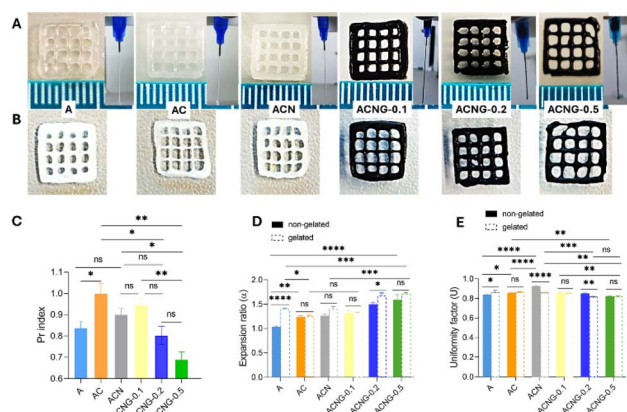 A
A AC ACN ACNG-0.1 ACNG-0.2 ACNG-0.5
B
C
** 
*
ns *
ns **
* ns ns
Pr index
1.1
1.0
0.9
0.8
0.7
0.6
A AC ACN ACNG-0.1 ACNG-0.2 ACNG-0.5
D
non-gelated
gelated
****
***
** * ***
**** ns ns ns * ns
Expansion ratio (α)
2.0
1.5
1.0
0.5
0.0
A AC ACN ACNG-0.1 ACNG-0.2 ACNG-0.5
E
non-gelated
gelated
**
**** *** ns
* **** ** **
* ns **** ns ** ns
Uniformity factor (U)
1.0
0.8
0.6
0.4
0.2
0.0
A AC ACN ACNG-0.1 ACNG-0.2 ACNG-0.5